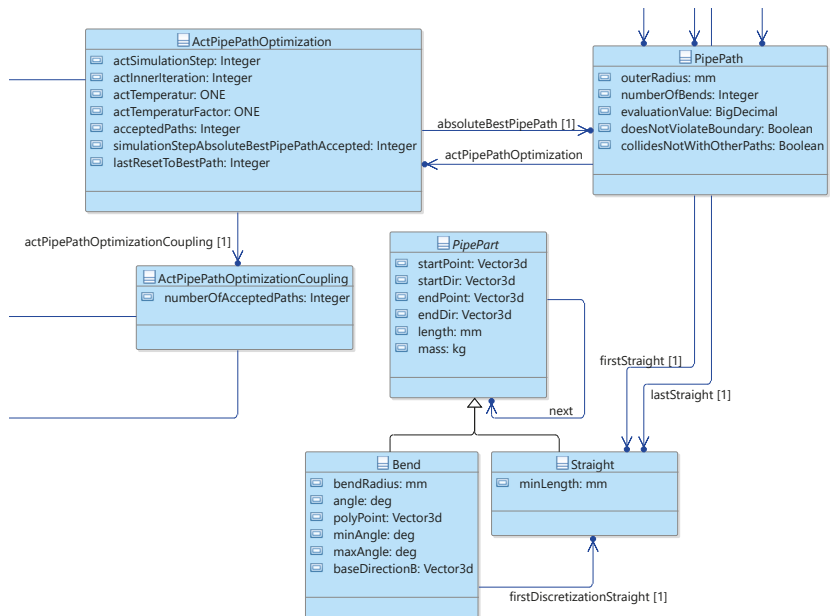 ActPipePathOptimization
actSimulationStep: Integer
actInnerIteration: Integer
actTemperatur: ONE
actTemperaturFactor: ONE
acceptedPaths: Integer
simulationStepAbsoluteBestPipePathAccepted: Integer
lastResetToBestPath: Integer
absoluteBestPipePath [1]
actPipePathOptimization
PipePath
outerRadius: mm
numberOfBends: Integer
evaluationValue: BigDecimal
doesNotViolateBoundary: Boolean
collidesNotWithOtherPaths: Boolean
actPipePathOptimizationCoupling [1]
ActPipePathOptimizationCoupling
numberOfAcceptedPaths: Integer
PipePart
startPoint: Vector3d
startDir: Vector3d
endPoint: Vector3d
endDir: Vector3d
length: mm
mass: kg
next
firstStraight [1]
lastStraight [1]
Bend
bendRadius: mm
angle: deg
polyPoint: Vector3d
minAngle: deg
maxAngle: deg
baseDirectionB: Vector3d
Straight
minLength: mm
firstDiscretizationStraight [1]